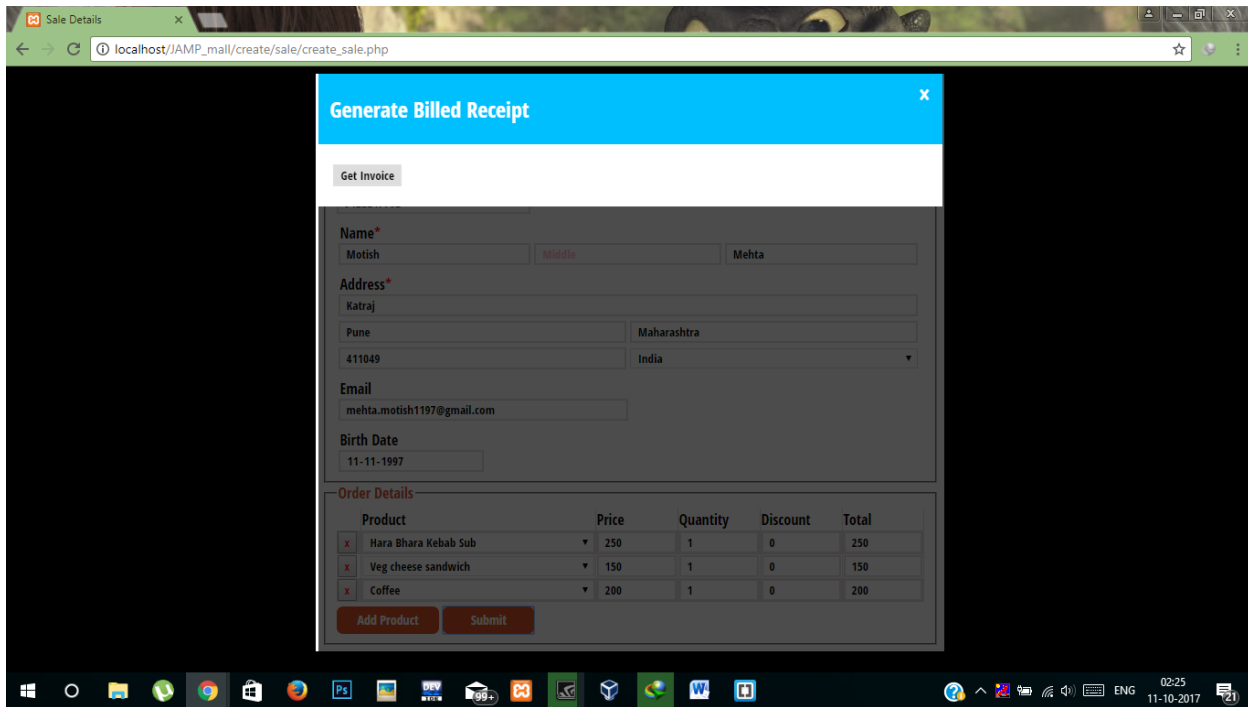 Sale Details
localhost/JAMP_mall/create/sale/create_sale.php
Generate Billed Receipt x
Get Invoice
Name*
Motish Middle Mehta
Address*
Katraj
Pune Maharashtra
411049 India
Email
mehta.motish1197@gmail.com
Birth Date
11-11-1997
Order Details
Product Price Quantity Discount Total
x Hara Bhara Kebab Sub 250 1 0 250
x Veg cheese sandwich 150 1 0 150
x Coffee 200 1 0 200
Add Product Submit
Ps DEV 99+ W ENG 02:25
11-10-2017 21